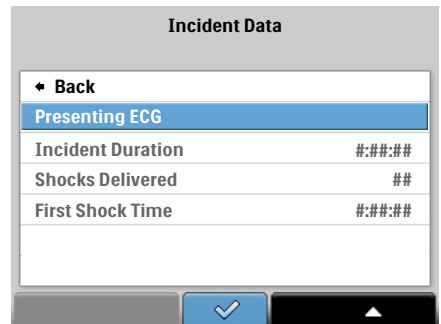 Incident Data
Back
Presenting ECG
Incident Duration #:##:##
Shocks Delivered ##
First Shock Time #:##:##